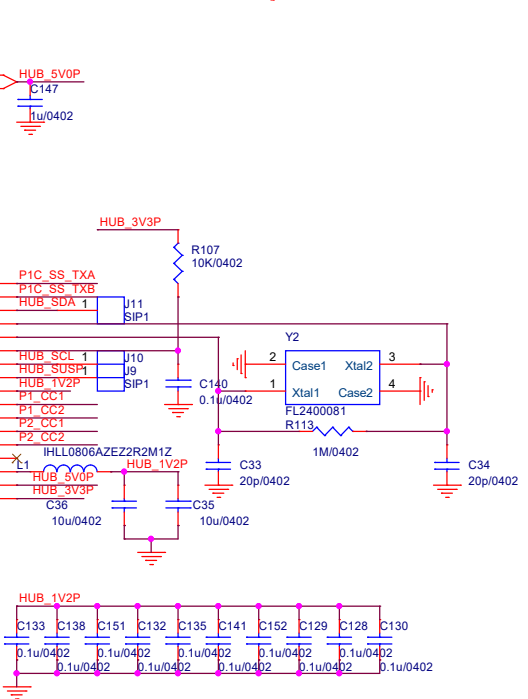 HUB_5V0P
C147
1u/0402
HUB_3V3P
R107
10K/0402
P1C_SS_TXA
P1C_SS_TXB
HUB_SDA 1 J11
SIP1
Y2
HUB_SCL 1 J10
HUB_SUSP 1 J9
HUB_1V2P SIP1
2 Case1 Xtal2 3
1 Xtal1 Case2 4
C140
0.1u/0402
FL2400081
P1_CC1
P1_CC2
P2_CC1
P2_CC2
R113
1M/0402
IHLL0806AZEZ2R2M1Z
L1
HUB_1V2P
HUB_5V0P
HUB_3V3P
C33
20p/0402
C34
20p/0402
C36
10u/0402
C35
10u/0402
HUB_1V2P
C133 C138 C151 C132 C135 C141 C152 C129 C128 C130
0.1u/0402 0.1u/0402 0.1u/0402 0.1u/0402 0.1u/0402
0.1u/0402 0.1u/0402 0.1u/0402 0.1u/0402 0.1u/0402